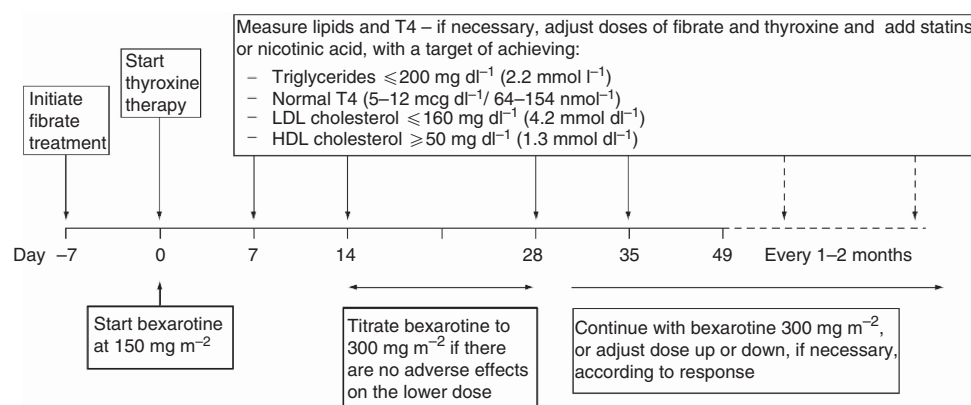 Measure lipids and T4 – if necessary, adjust doses of fibrate and thyroxine and add statins
or nicotinic acid, with a target of achieving:
– Triglycerides ⩽200 mg dl⁻¹ (2.2 mmol l⁻¹)
– Normal T4 (5–12 mcg dl⁻¹/ 64–154 nmol⁻¹)
– LDL cholesterol ⩽160 mg dl⁻¹ (4.2 mmol dl⁻¹)
– HDL cholesterol ⩾50 mg dl⁻¹ (1.3 mmol dl⁻¹)
Start
thyroxine
therapy
Initiate
fibrate
treatment
Day –7 0 7 14 28 35 49 Every 1–2 months
Start bexarotine
at 150 mg m⁻²
Titrate bexarotine to
300 mg m⁻² if there
are no adverse effects
on the lower dose
Continue with bexarotine 300 mg m⁻²,
or adjust dose up or down, if necessary,
according to response